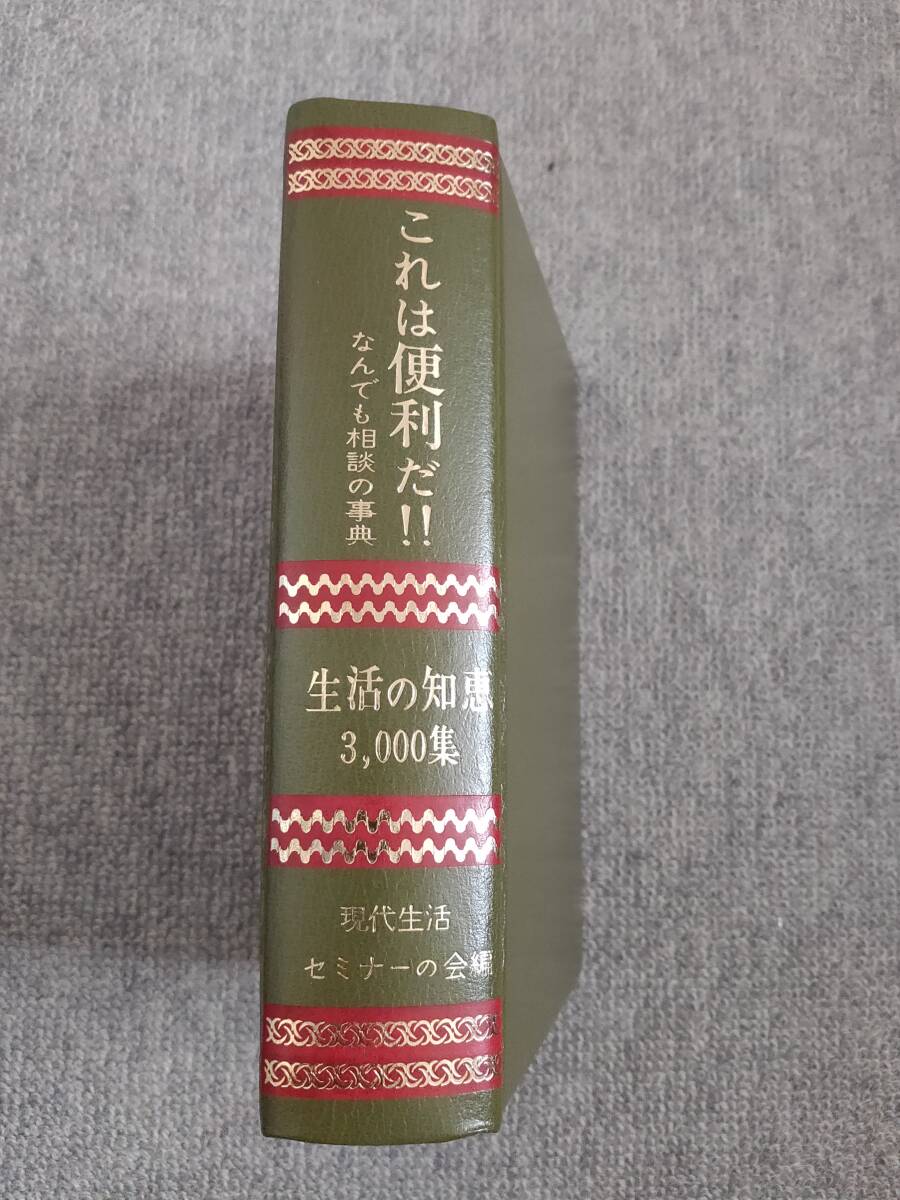 これは便利だ!!
なんでも相談の事典
生活の知恵
3,000集
現代生活
セミナーの会編